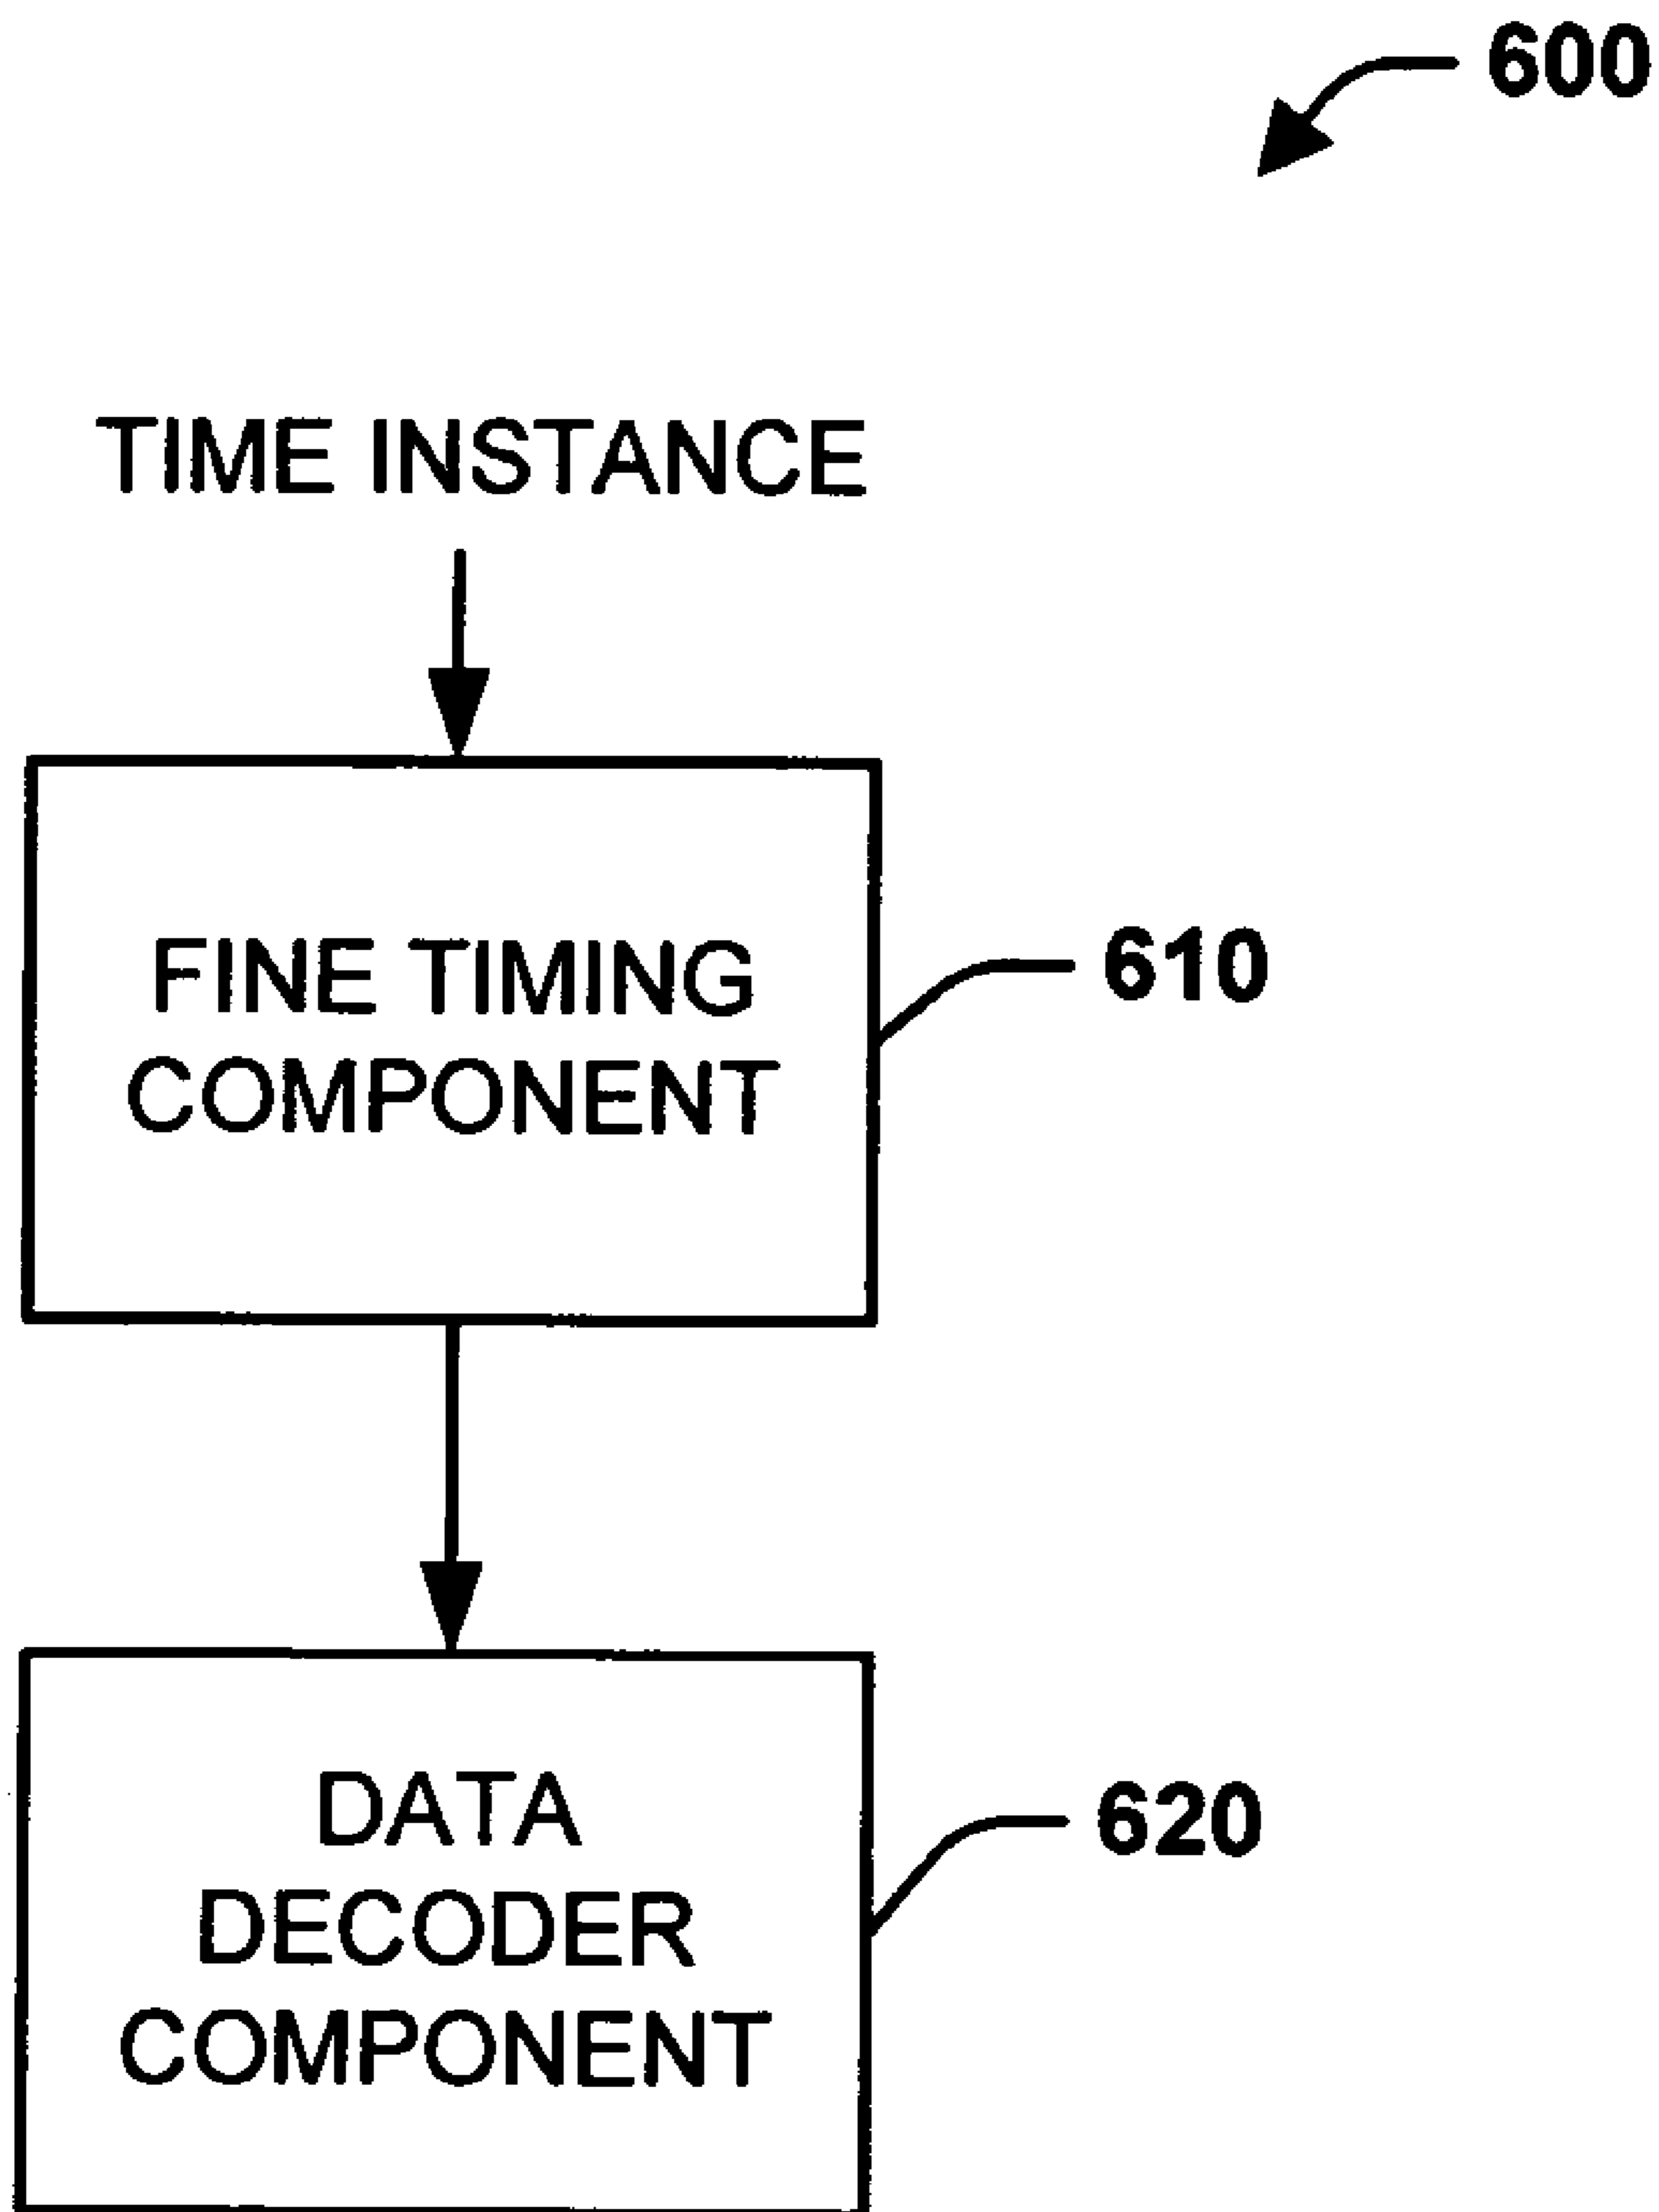 600
TIME INSTANCE
FINE TIMING
COMPONENT
610
DATA
DECODER
COMPONENT
620